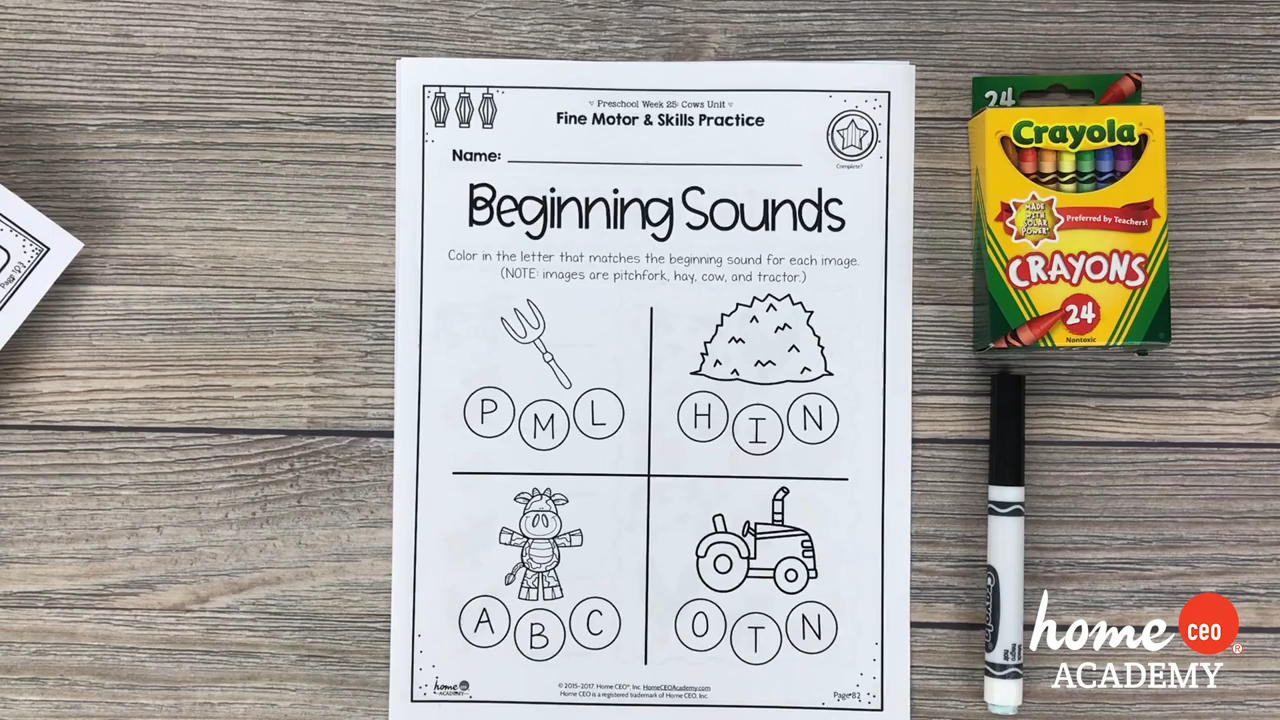 ♥ Preschool Week 25: Cows Unit ♥
Fine Motor & Skills Practice
Name:
Complete?
Beginning Sounds
Color in the letter that matches the beginning sound for each image.
(NOTE: images are pitchfork, hay, cow, and tractor.)
P M L
H I N
A B C
O T N
home CEO
ACADEMY
© 2015-2017. Home CEO®, Inc. HomeCEOAcademy.com
Home CEO is a registered trademark of Home CEO, Inc.
Page 82
24
Crayola
MADE WITH SOLAR POWER*
Preferred by Teachers!
CRAYONS
24
Nontoxic
Crayola
home ceo®
ACADEMY